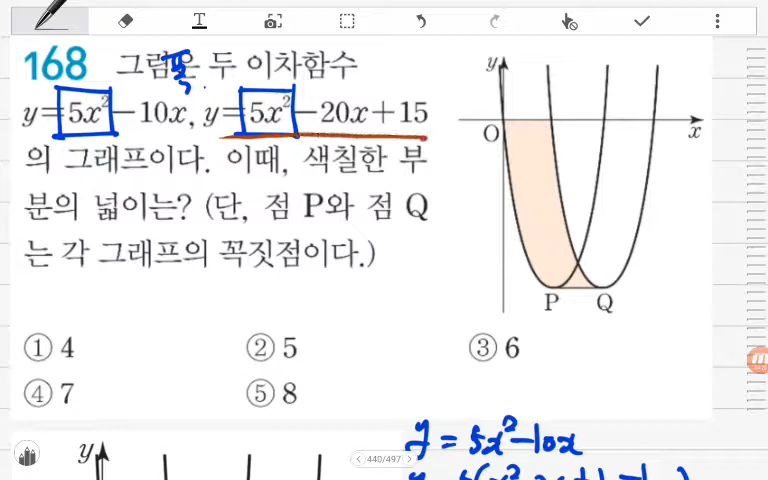 168 그림은 두 이차함수
y=5x²-10x, y=5x²-20x+15
의 그래프이다. 이때, 색칠한 부
분의 넓이는? (단, 점 P와 점 Q
는 각 그래프의 꼭짓점이다.)
y
O
x
P Q
① 4 ② 5 ③ 6
④ 7 ⑤ 8
y = 5x²-10x
y
440/497